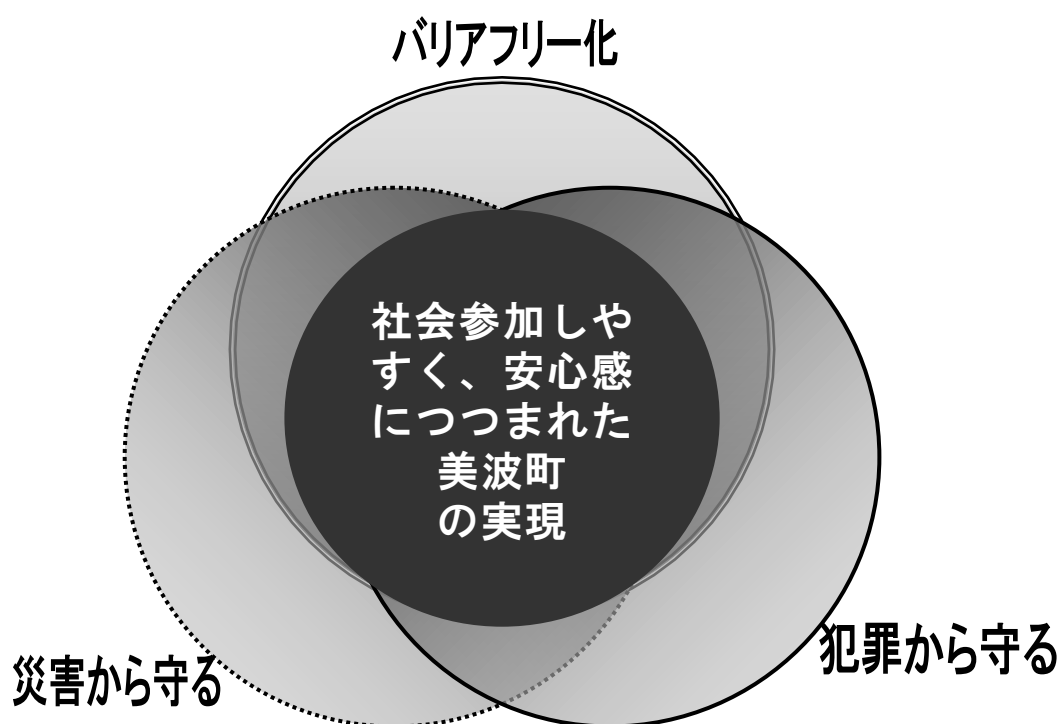 バリアフリー化
社会参加しや
すく、安心感
につつまれた
美波町
の実現
犯罪から守る
災害から守る